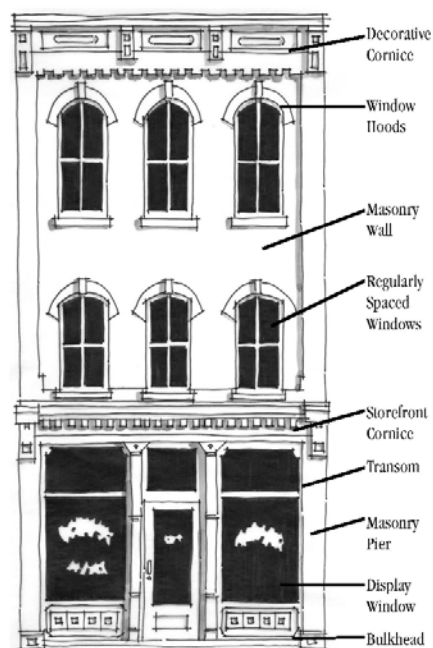 Decorative
Cornice
Window
Hoods
Masonry
Wall
Regularly
Spaced
Windows
Storefront
Cornice
Transom
Masonry
Pier
Display
Window
Bulkhead